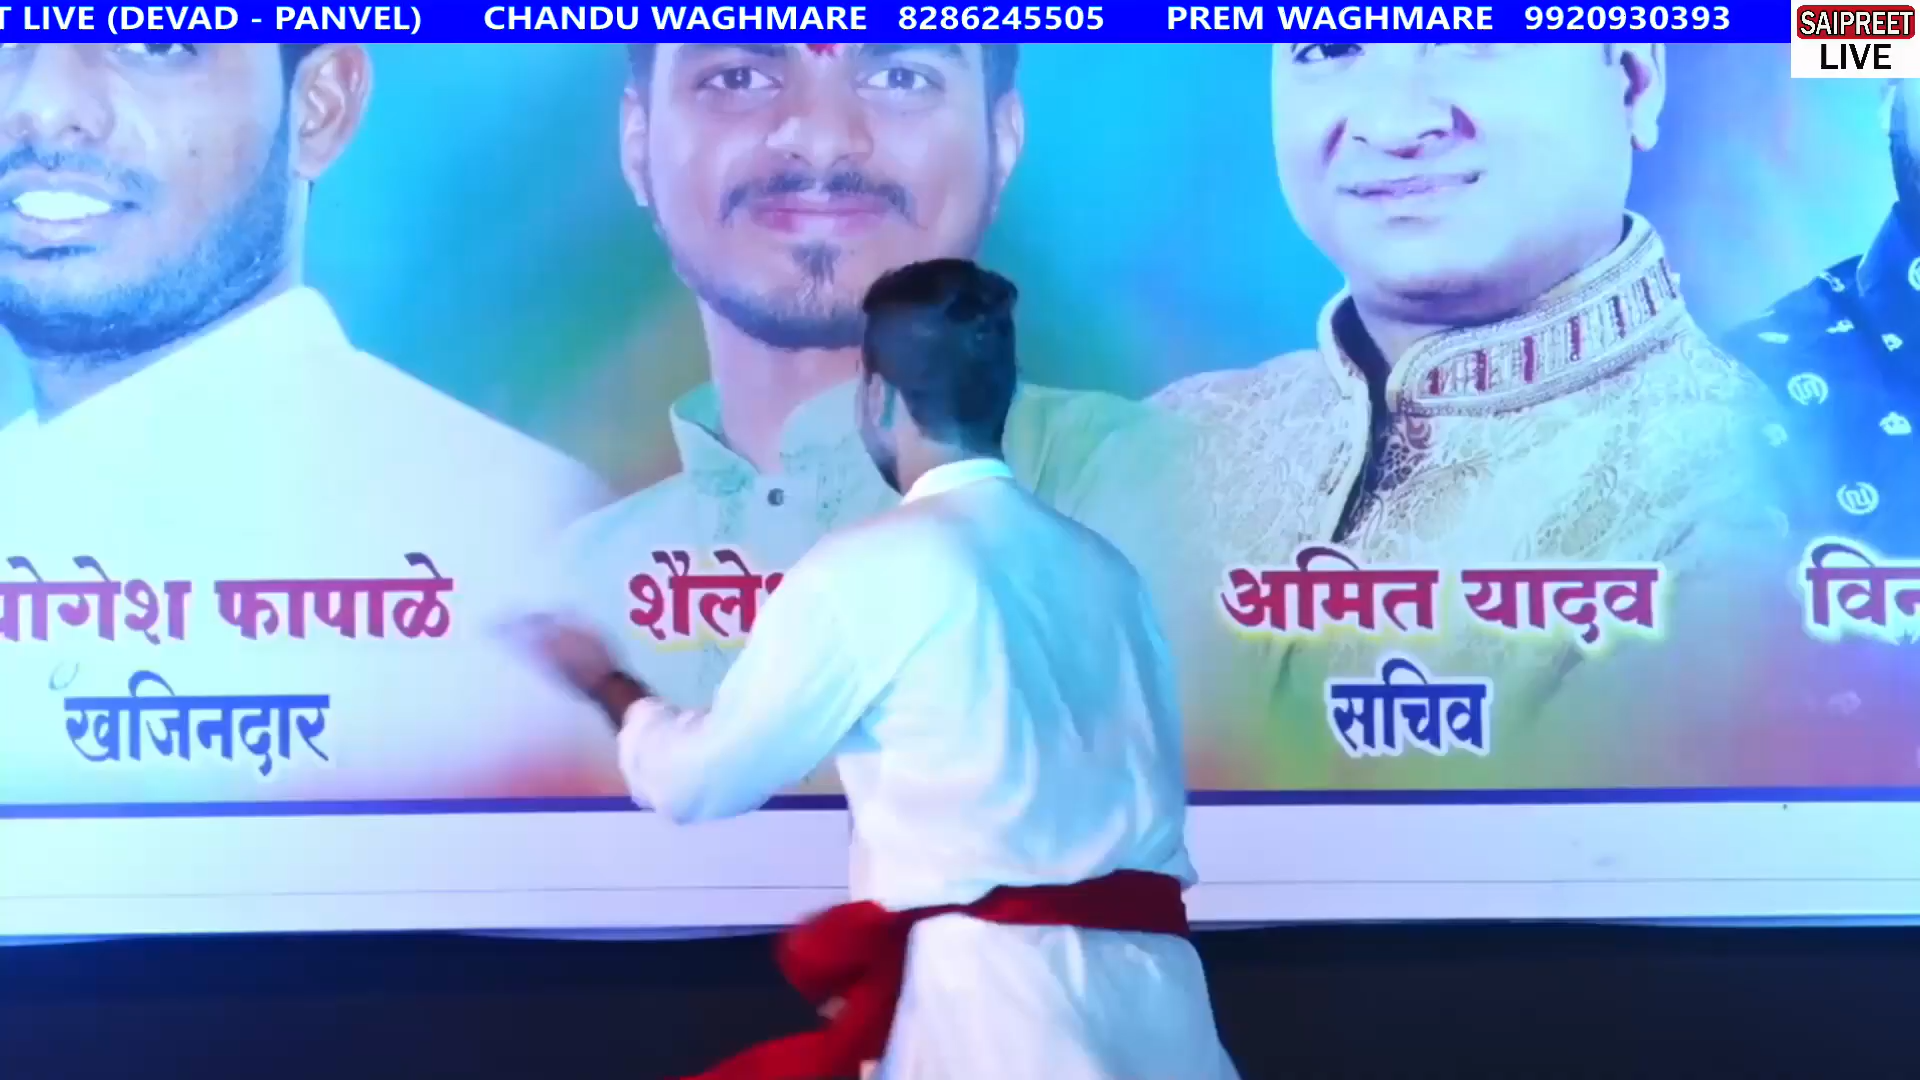 T LIVE (DEVAD - PANVEL) CHANDU WAGHMARE 8286245505 PREM WAGHMARE 9920930393
SAIPREET
LIVE
योगेश फापाळे
खजिनदार
शैले
अमित यादव
सचिव
वि